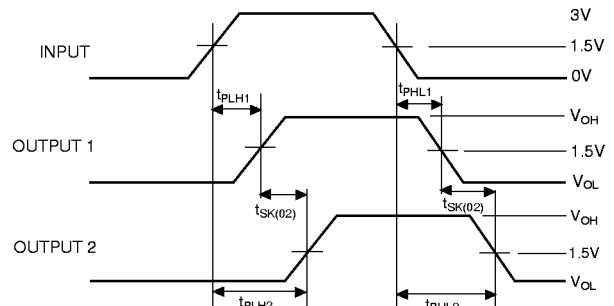 3V
INPUT
1.5V
0V
tPLH1
tPHL1
VOH
OUTPUT 1
1.5V
VOL
tSK(02)
tSK(02)
VOH
OUTPUT 2
1.5V
VOL
tPLH2
tPHL2